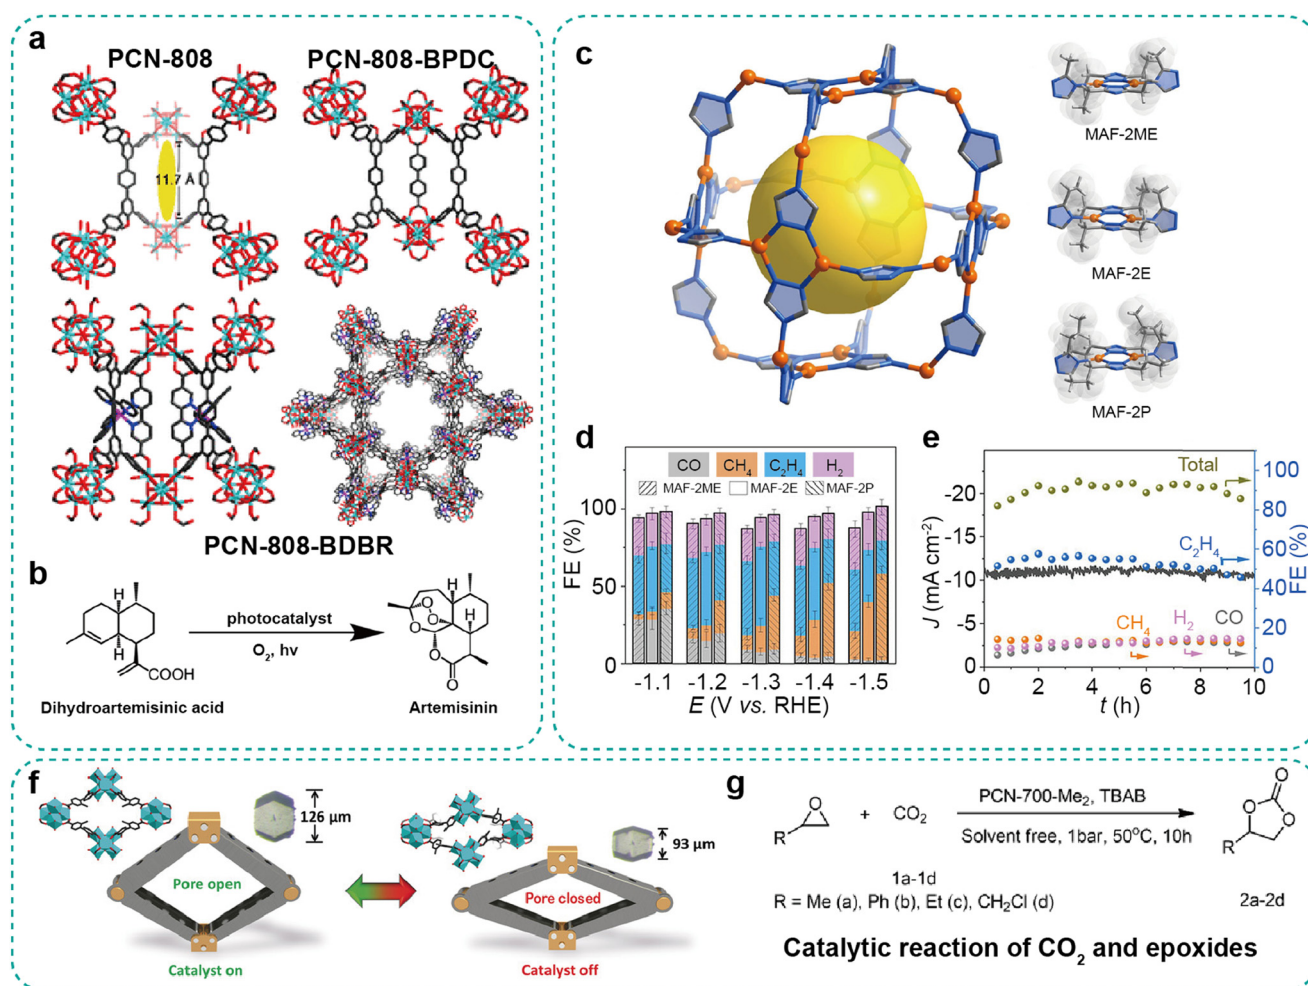 a
PCN-808
PCN-808-BPDC
11.7 Å
PCN-808-BDBR
b
photocatalyst
O₂, hv
H
H
COOH
Dihydroartemisinic acid
H
O
O
O
H
H
O
O
Artemisinin
c
MAF-2ME
MAF-2E
MAF-2P
d
CO CH₄ C₂H₄ H₂
MAF-2ME MAF-2E MAF-2P
FE (%)
100
50
0
-1.1 -1.2 -1.3 -1.4 -1.5
E (V vs. RHE)
e
Total
C₂H₄
CH₄ H₂ CO
J (mA cm⁻²)
-20
-15
-10
-5
0
FE (%)
100
80
60
40
20
0
0 2 4 6 8 10
t (h)
f
126 μm
93 μm
Pore open
Pore closed
Catalyst on
Catalyst off
g
O
R
+ CO₂
PCN-700-Me₂, TBAB
Solvent free, 1bar, 50°C, 10h
O
O
O
R
1a-1d
R = Me (a), Ph (b), Et (c), CH₂Cl (d)
2a-2d
Catalytic reaction of CO₂ and epoxides